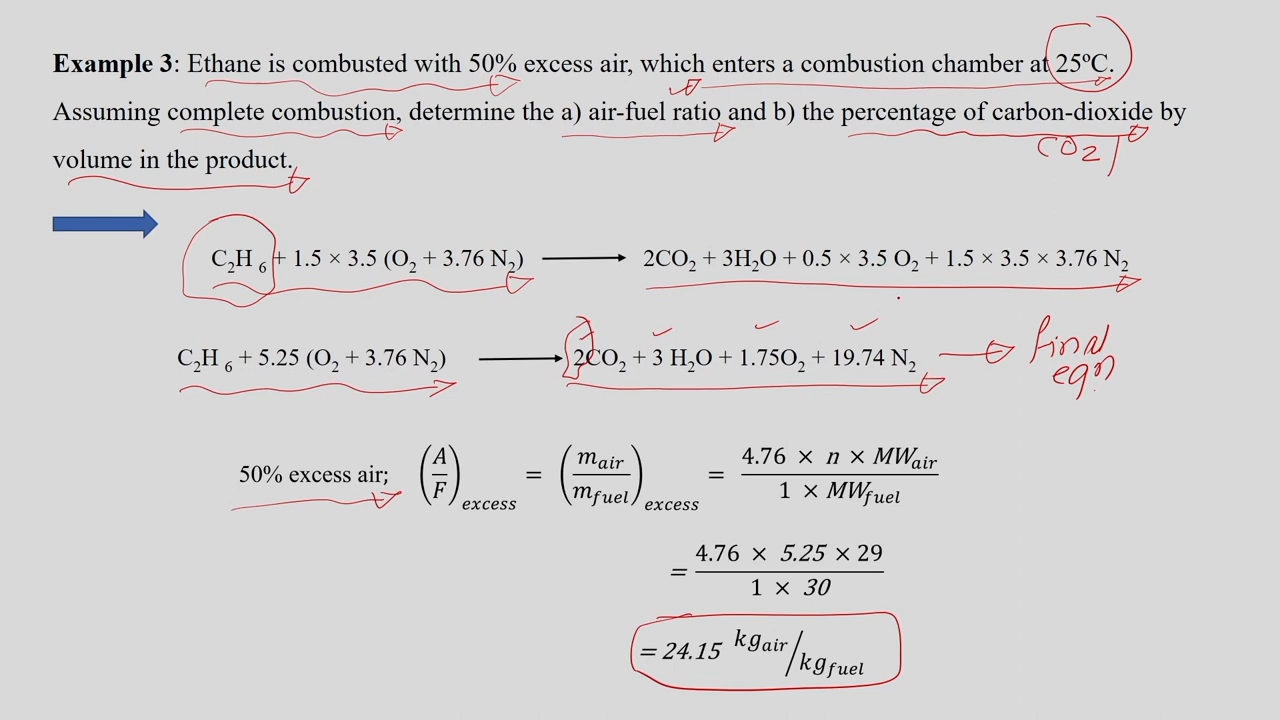 Example 3: Ethane is combusted with 50% excess air, which enters a combustion chamber at 25ºC.
Assuming complete combustion, determine the a) air-fuel ratio and b) the percentage of carbon-dioxide by
CO2
volume in the product.
C₂H ₆ + 1.5 × 3.5 (O₂ + 3.76 N₂) ⟶ 2CO₂ + 3H₂O + 0.5 × 3.5 O₂ + 1.5 × 3.5 × 3.76 N₂
C₂H ₆ + 5.25 (O₂ + 3.76 N₂) ⟶ 2CO₂ + 3 H₂O + 1.75O₂ + 19.74 N₂ → final
eqn
50% excess air; (A/F)excess = (mair/mfuel)excess = 4.76 × n × MWair / 1 × MWfuel
= 4.76 × 5.25 × 29 / 1 × 30
= 24.15 kgair/kgfuel